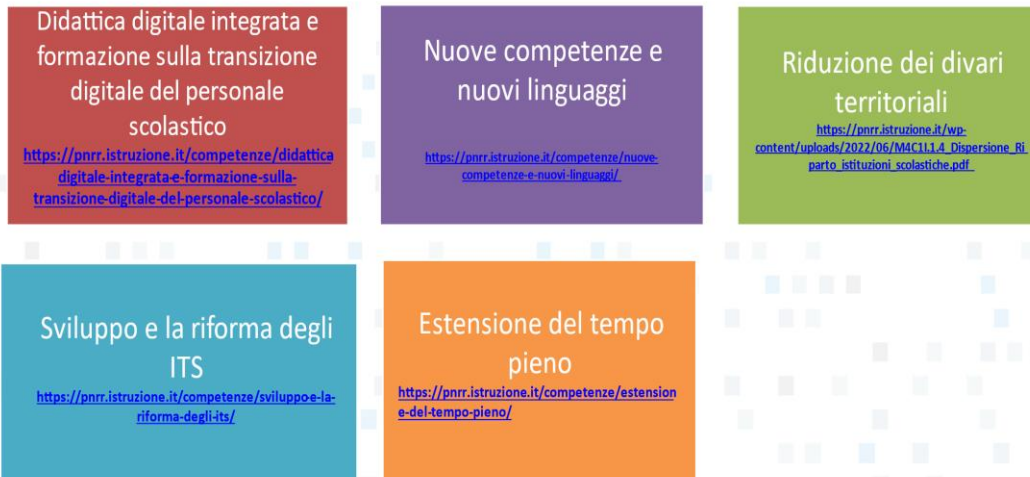 Didattica digitale integrata e
formazione sulla transizione
digitale del personale
scolastico
https://pnrr.istruzione.it/competenze/didattica
digitale-integrata-e-formazione-sulla-
transizione-digitale-del-personale-scolastico/
Nuove competenze e
nuovi linguaggi
https://pnrr.istruzione.it/competenze/nuove-
competenze-e-nuovi-linguaggi/
Riduzione dei divari
territoriali
https://pnrr.istruzione.it/wp-
content/uploads/2022/06/M4C1I.1.4_Dispersione_Ri
parto_istituzioni_scolastiche.pdf
Sviluppo e la riforma degli
ITS
https://pnrr.istruzione.it/competenze/sviluppo-e-la-
riforma-degli-its/
Estensione del tempo
pieno
https://pnrr.istruzione.it/competenze/estension
e-del-tempo-pieno/